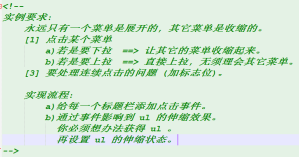 <!--
实例要求:
永远只有一个菜单是展开的，其它菜单是收缩的。
[1] 点击某个菜单
a)若是要下拉 ==> 让其它的菜单收缩起来。
b)若是要上拉 ==> 直接上拉，无须理会其它菜单。
[3] 要处理连续点击的问题 (加标志位)。
实现流程:
a)给每一个标题栏添加点击事件。
b)通过事件影响到 ul 的伸缩效果。
你必须想办法获得 ul 。
再设置 ul 的伸缩状态。
-->